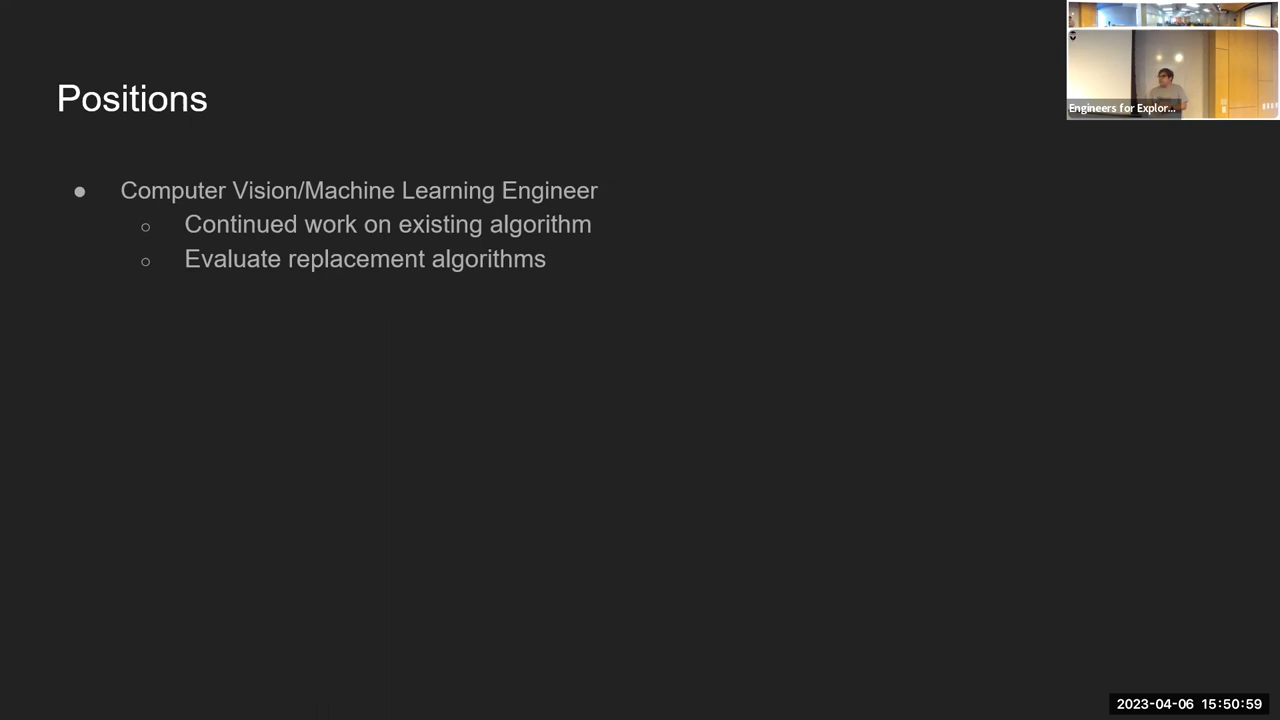 Positions
● Computer Vision/Machine Learning Engineer
○ Continued work on existing algorithm
○ Evaluate replacement algorithms
Engineers for Explor...
2023-04-06 15:50:59